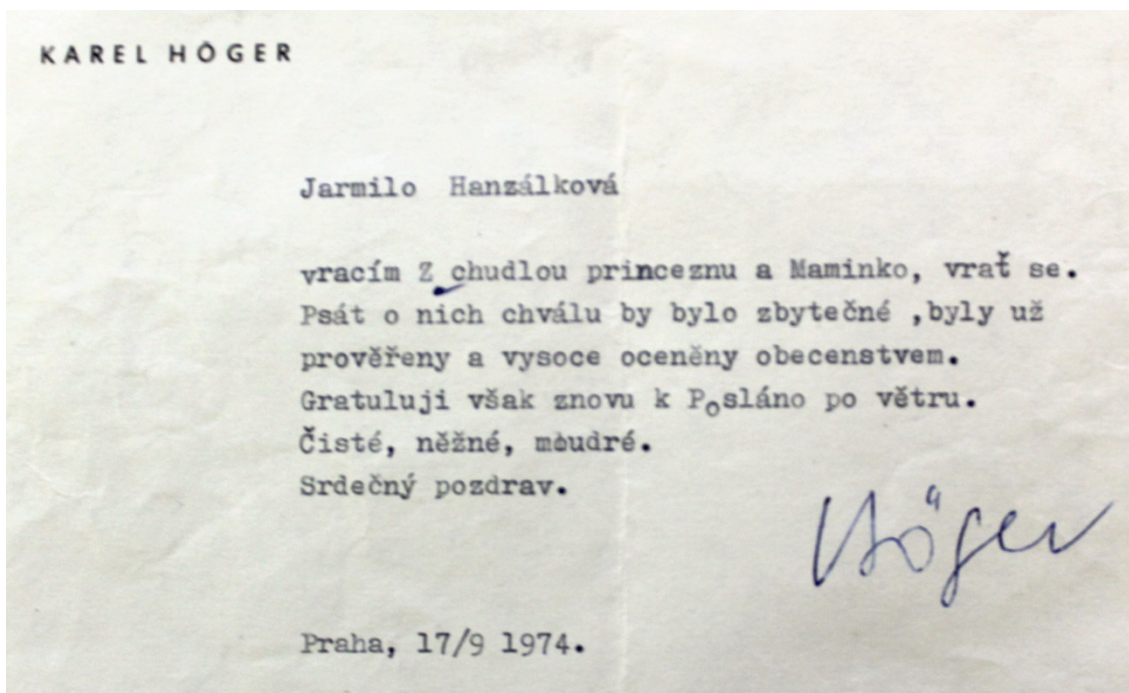 KAREL HÖGER
Jarmilo Hanzálková
vracím Z chudlou princeznu a Maminko, vrať se.
Psát o nich chválu by bylo zbytečné ,byly už
prověřeny a vysoce oceněny obecenstvem.
Gratuluji však znovu k Posláno po větru.
Čisté, něžné, moudré.
Srdečný pozdrav.
Höger
Praha, 17/9 1974.